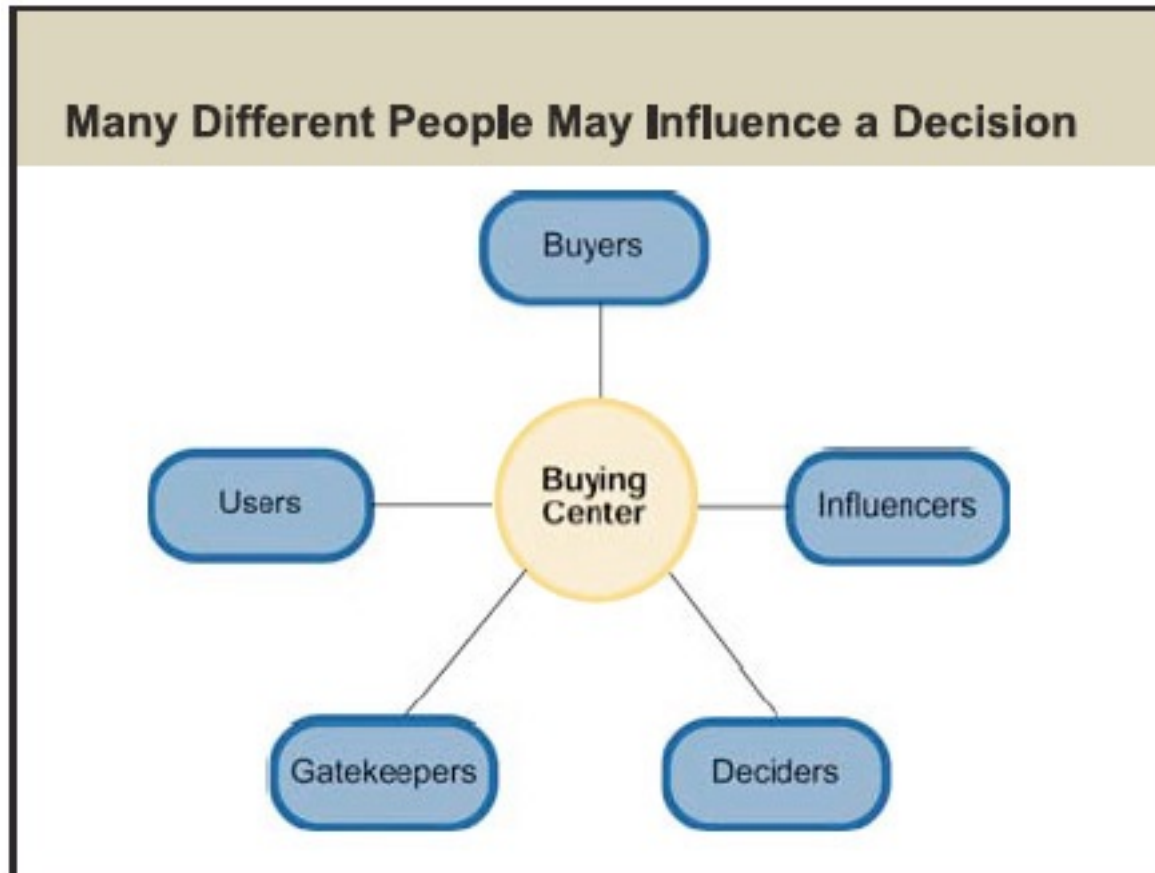 Many Different People May Influence a Decision
Buyers
Users
Buying
Center
Influencers
Gatekeepers
Deciders